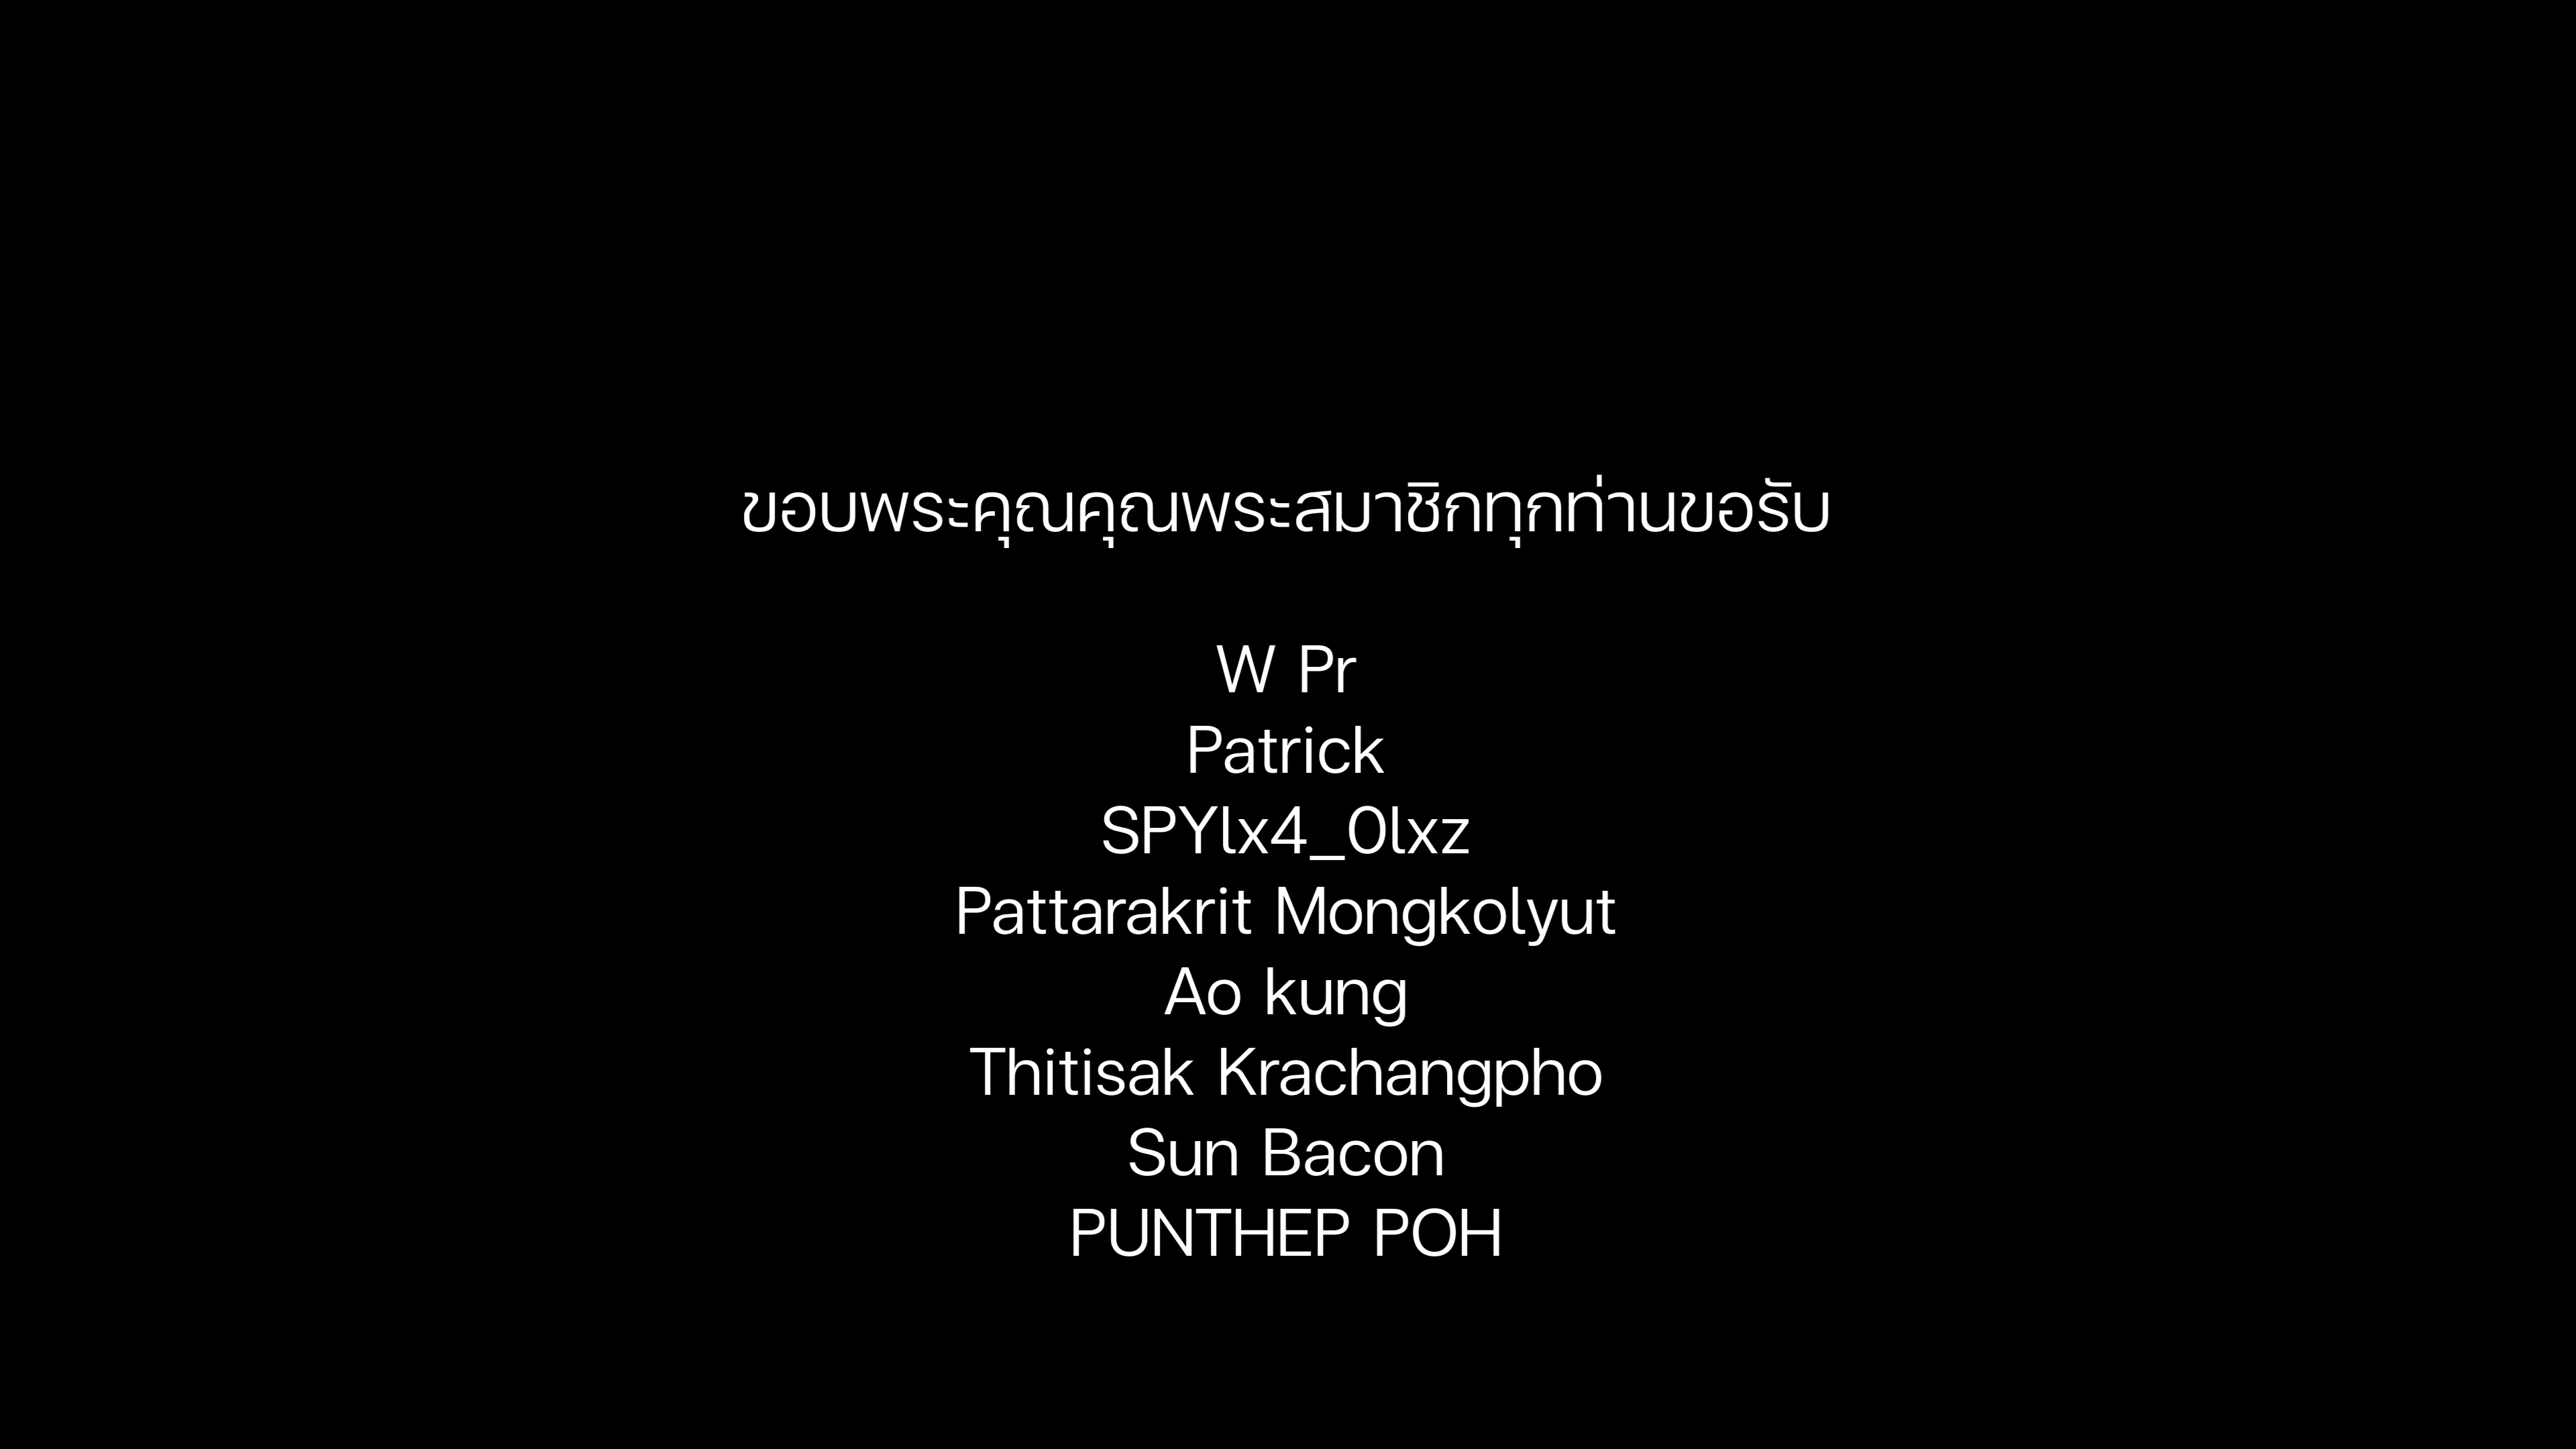 ขอบพระคุณคุณพระสมาชิกทุกท่านขอรับ
W Pr
Patrick
SPYlx4_0lxz
Pattarakrit Mongkolyut
Ao kung
Thitisak Krachangpho
Sun Bacon
PUNTHEP POH